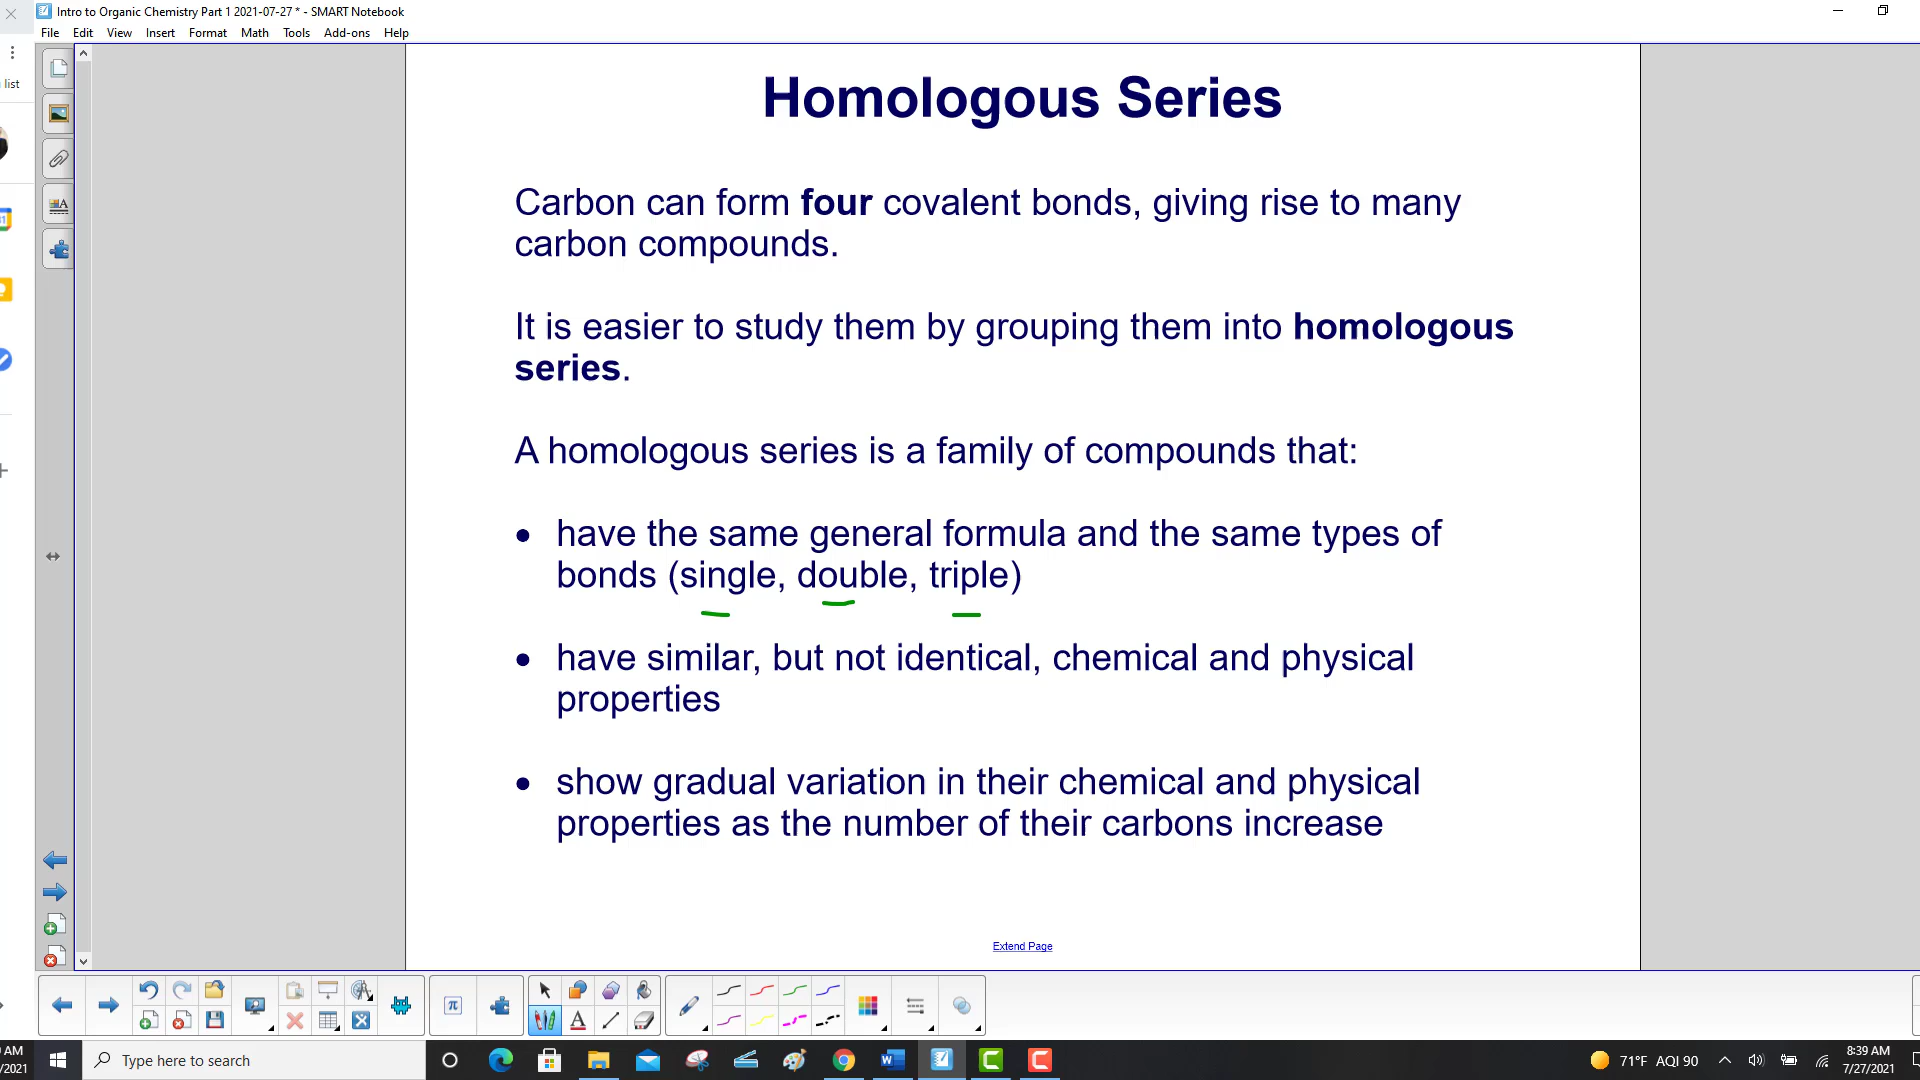 Intro to Organic Chemistry Part 1 2021-07-27 * - SMART Notebook
File Edit View Insert Format Math Tools Add-ons Help
list
Homologous Series
Carbon can form four covalent bonds, giving rise to many
carbon compounds.
It is easier to study them by grouping them into homologous
series.
A homologous series is a family of compounds that:
• have the same general formula and the same types of
bonds (single, double, triple)
• have similar, but not identical, chemical and physical
properties
• show gradual variation in their chemical and physical
properties as the number of their carbons increase
Extend Page
AM
/2021
Type here to search
71°F AQI 90
8:39 AM
7/27/2021